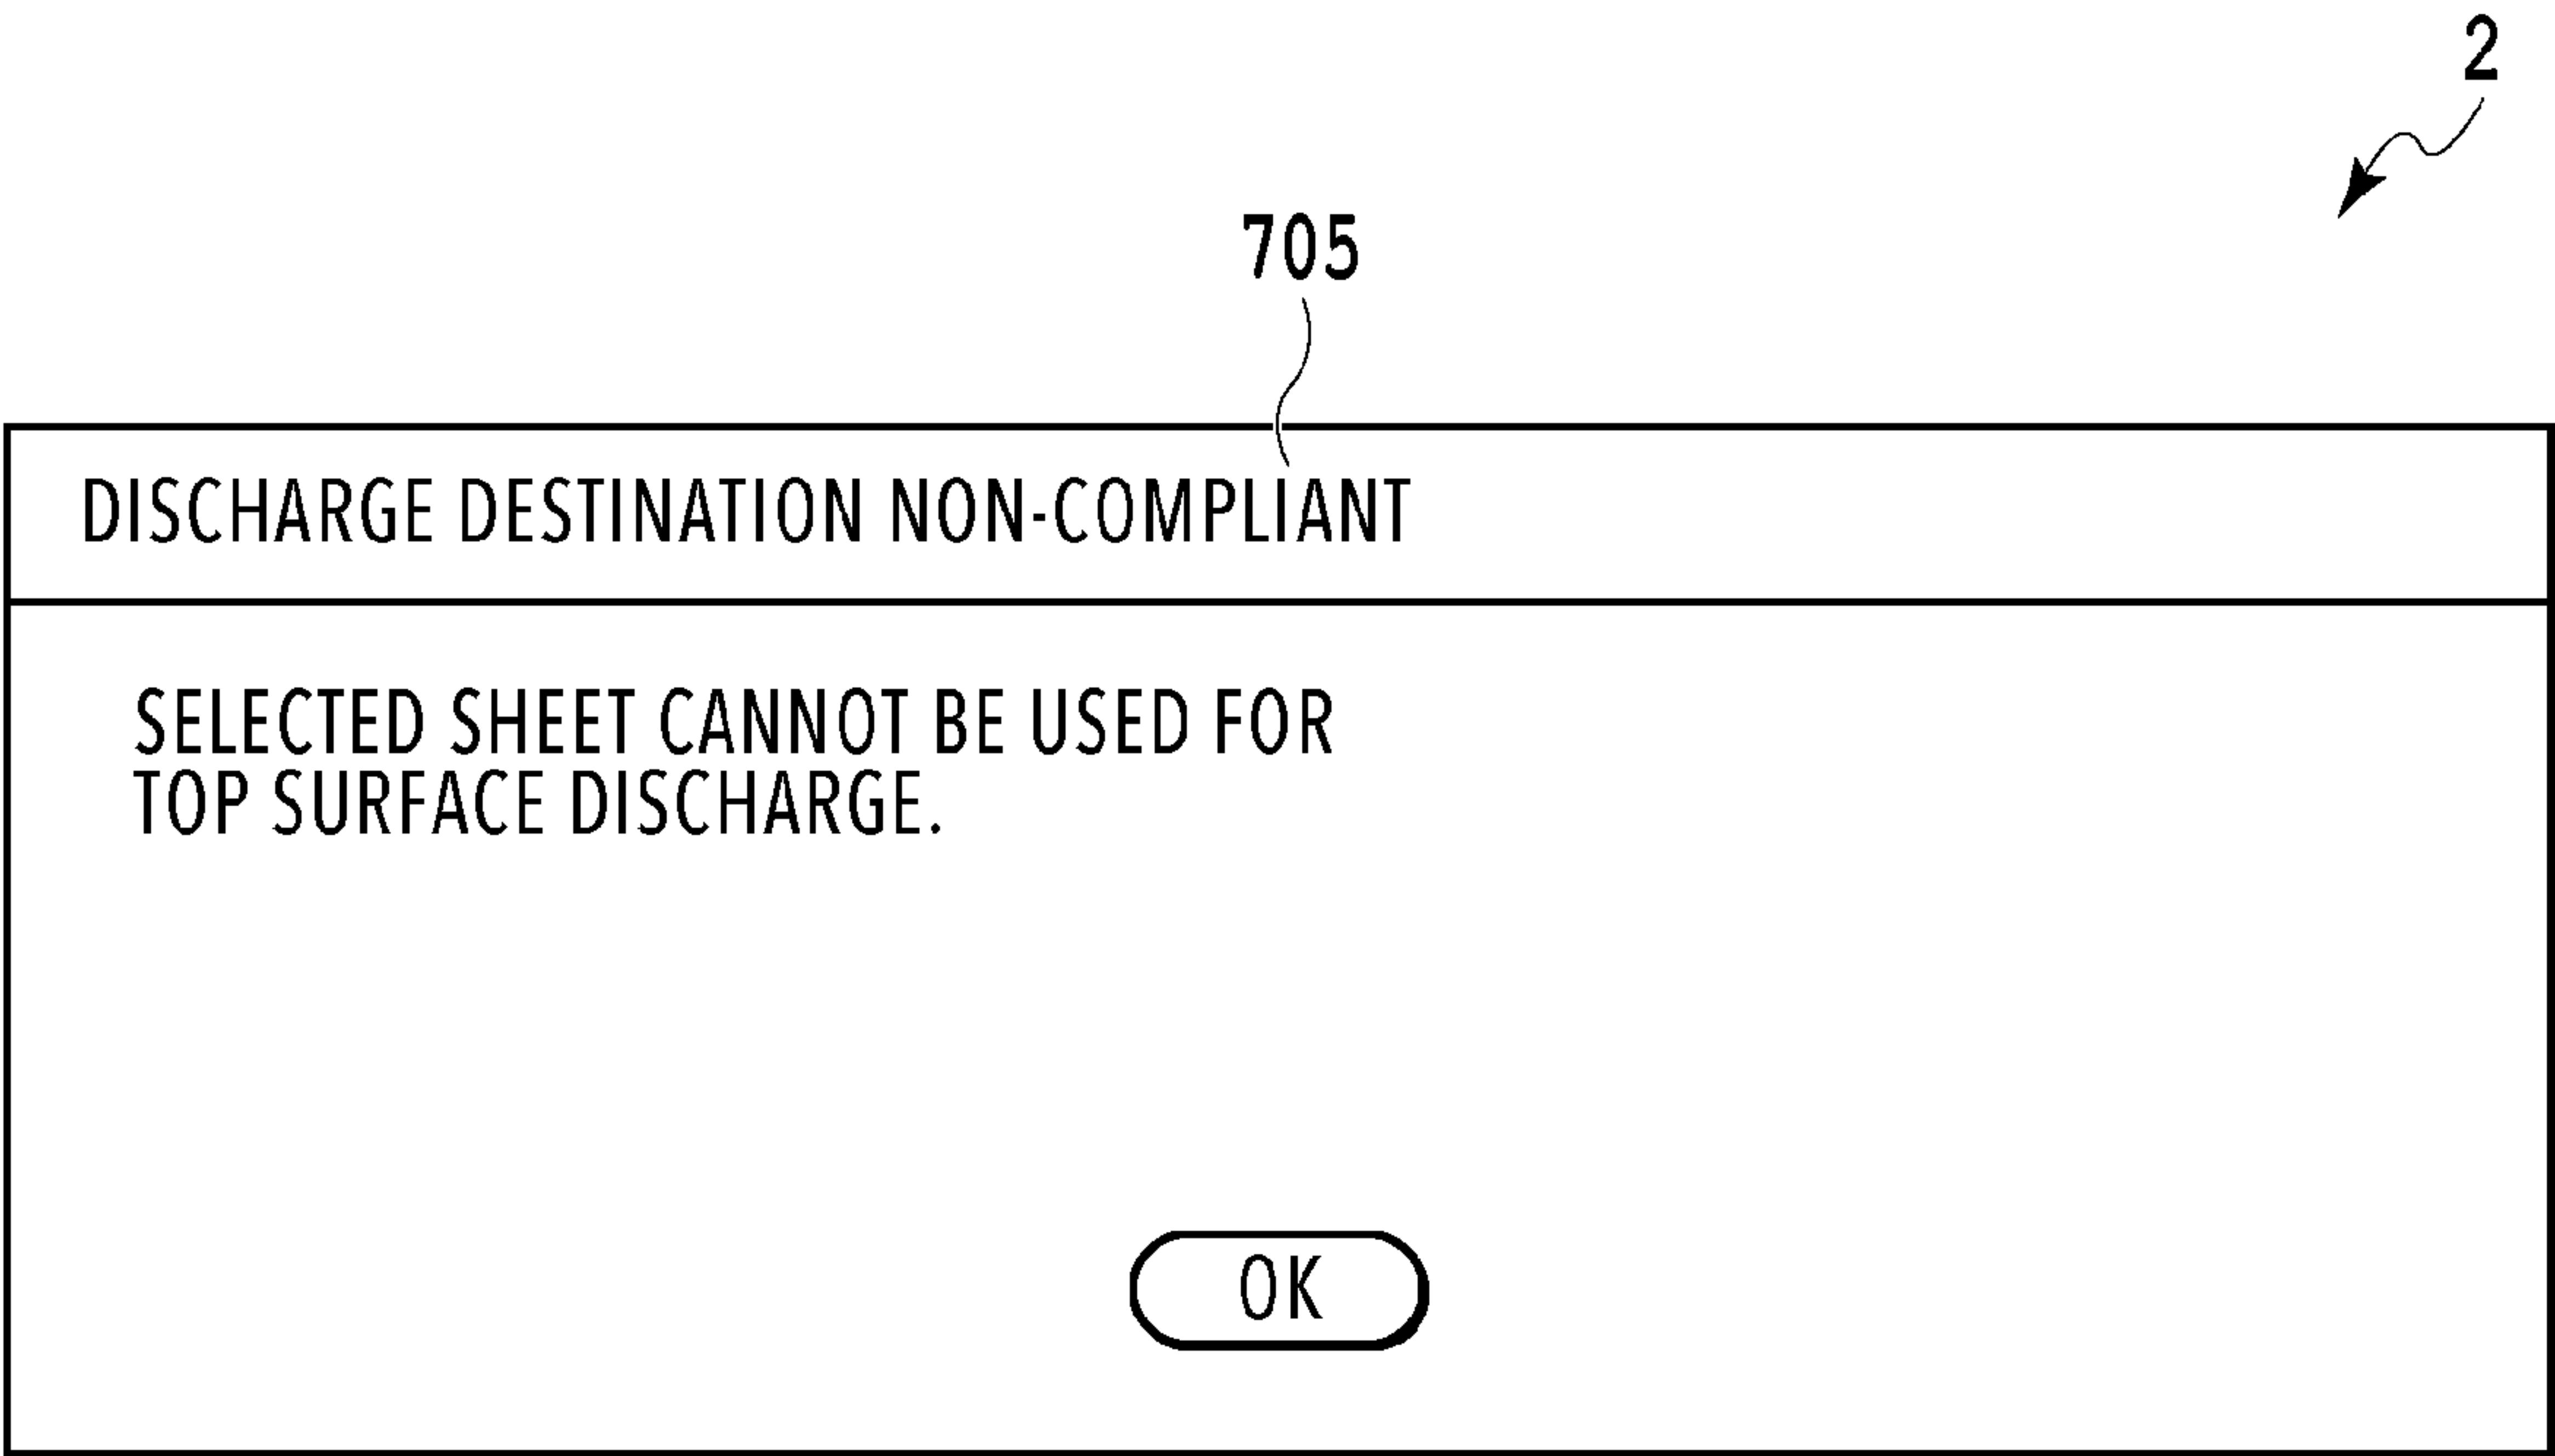 2
705
DISCHARGE DESTINATION NON-COMPLIANT
SELECTED SHEET CANNOT BE USED FOR
TOP SURFACE DISCHARGE.
OK